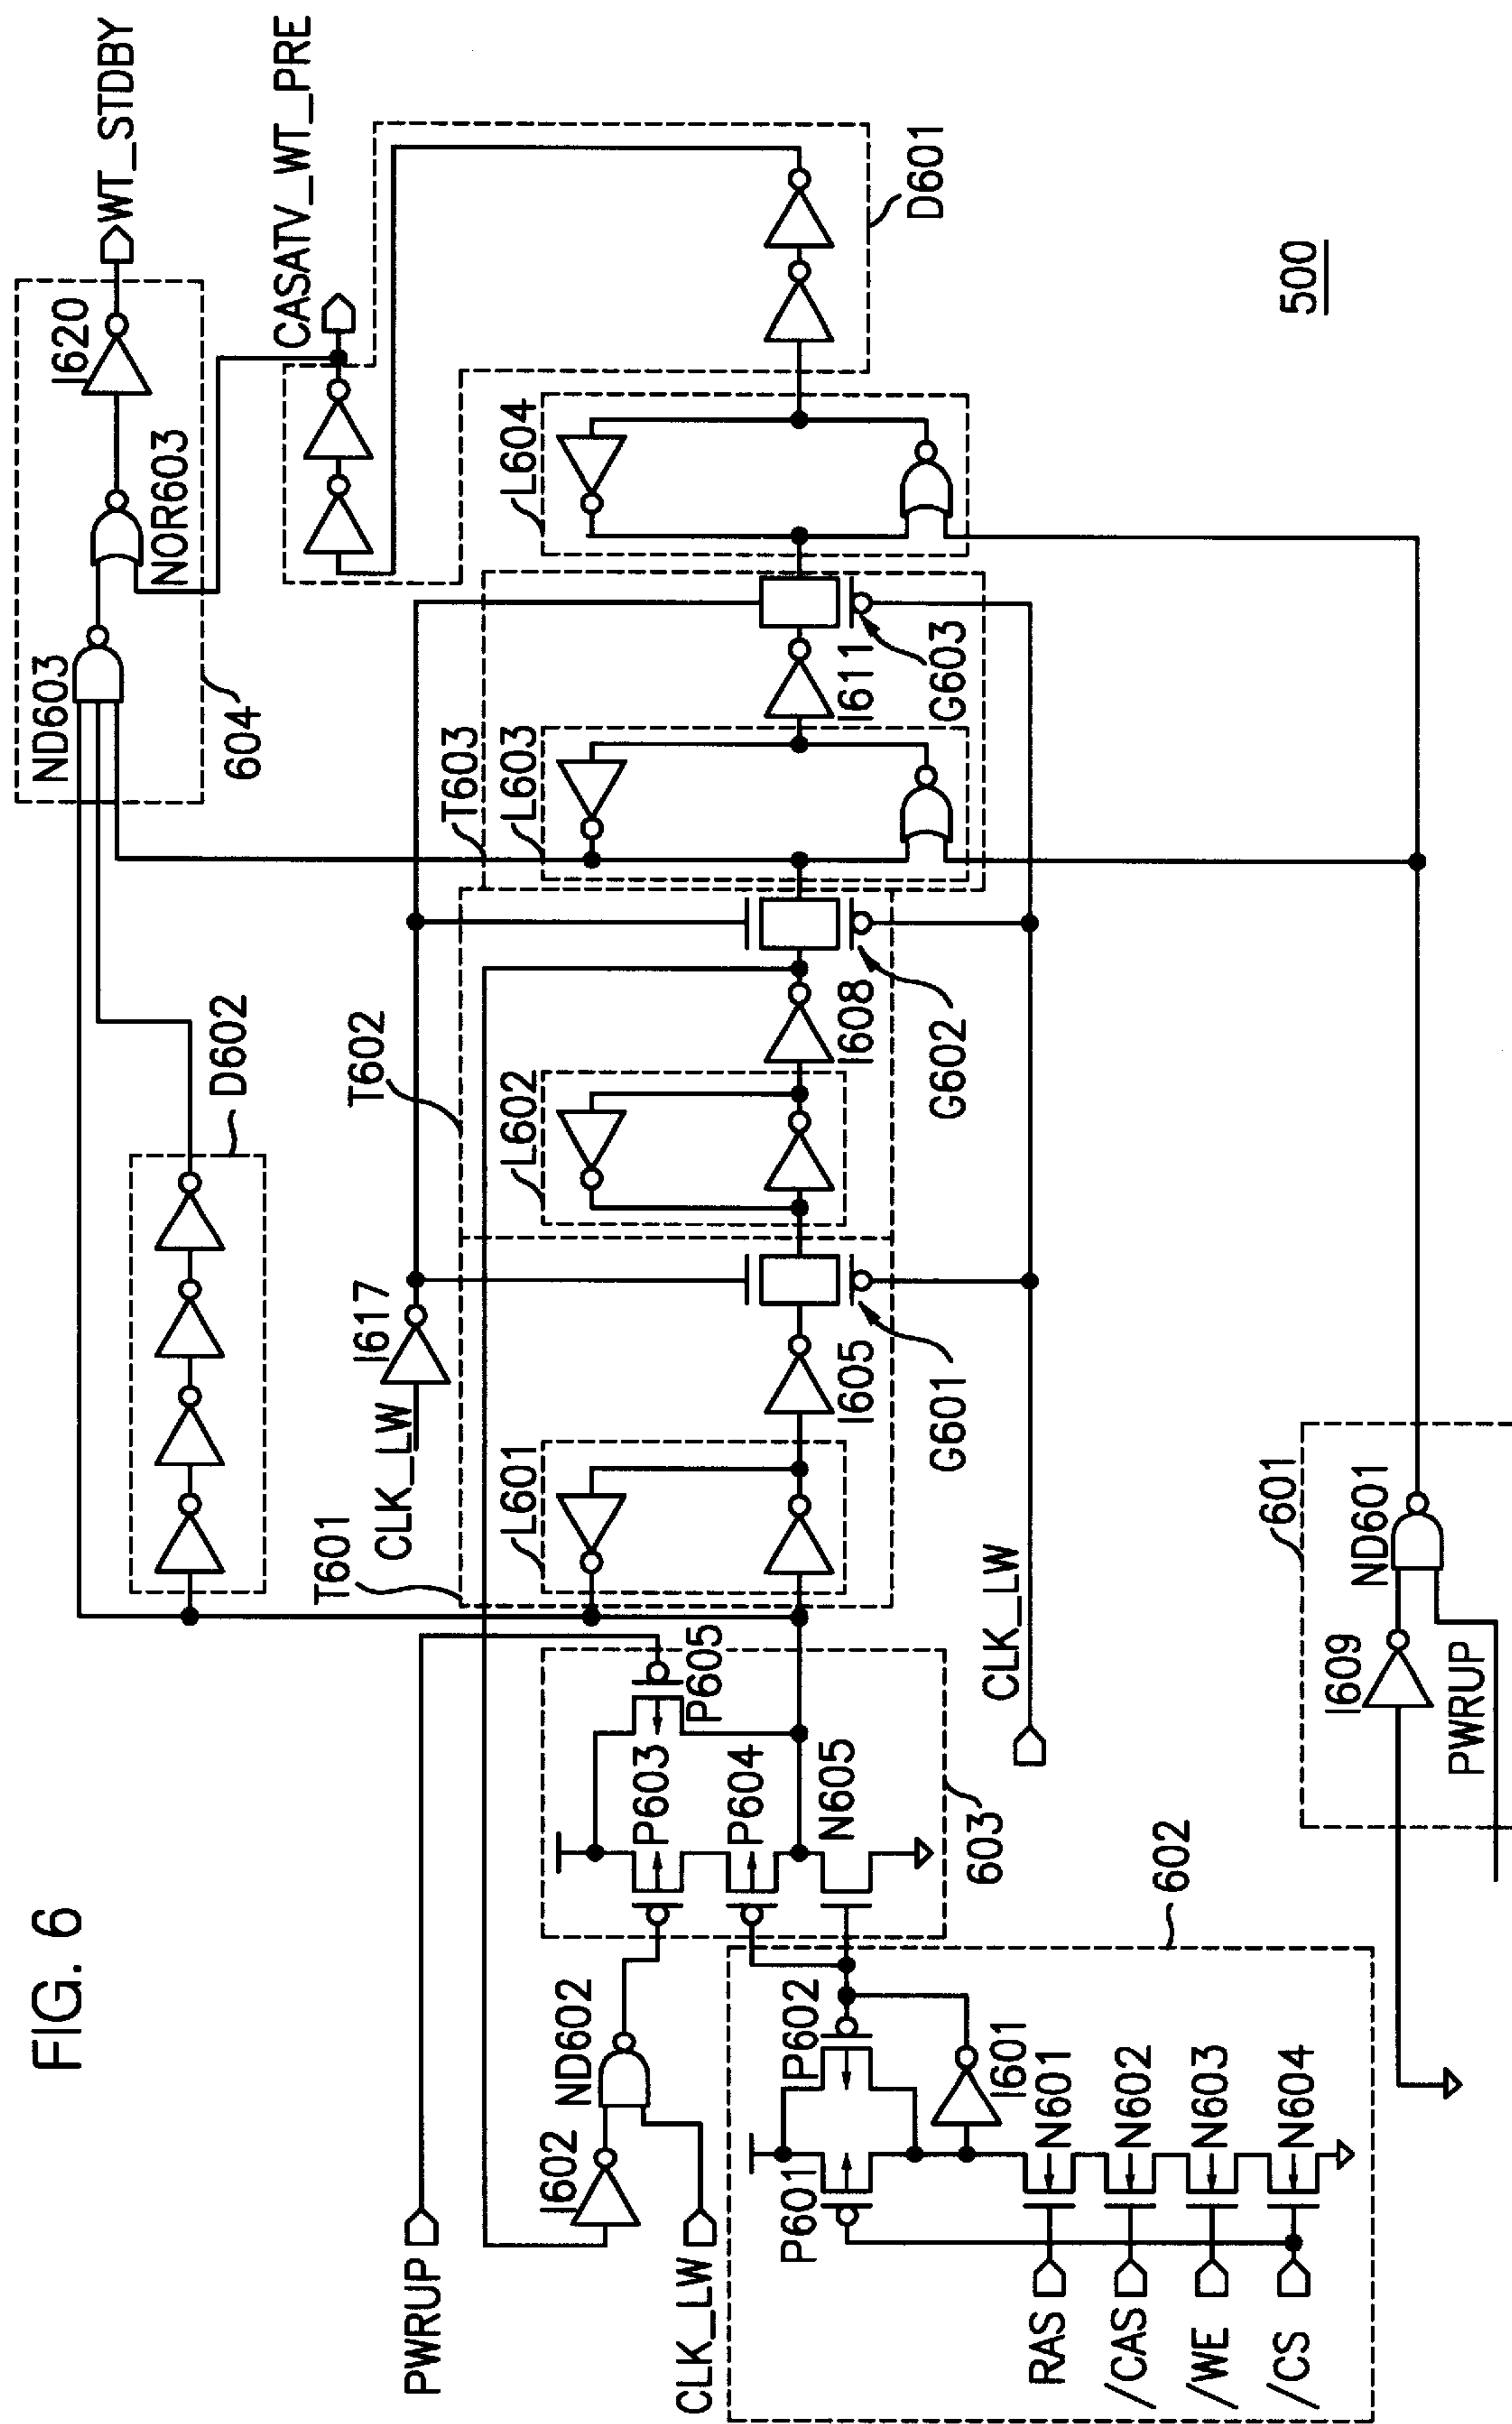 FIG. 6
WT_STDBY
CASATV_WT_PRE
I620
NOR603
ND603
604
D601
500
D602
T603
L603
L604
I611
G603
T602
L602
I608
G602
I617
CLK_LW
T601
L601
I605
G601
CLK_LW
601
ND601
I609
PWRUP
P605
P603
P604
N605
603
602
PWRUP
I602
ND602
CLK_LW
P601
P602
I601
N601
N602
N603
N604
RAS
/CAS
/WE
/CS